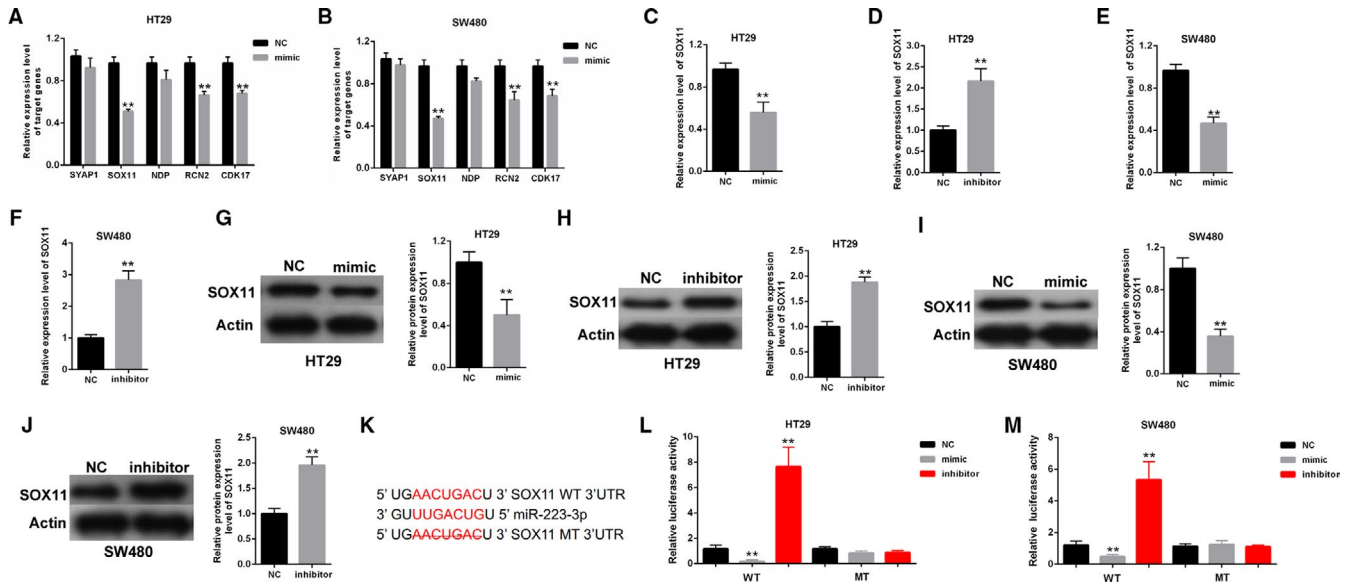 A
HT29
Relative expression level
of target genes
1.2
0.8
0.4
0.0
NC
mimic
**
**
**
SYAP1 SOX11 NDP RCN2 CDK17
B
SW480
Relative expression level
of target genes
1.2
0.8
0.4
0.0
NC
mimic
**
**
**
SYAP1 SOX11 NDP RCN2 CDK17
C
HT29
Relative expression level of SOX11
1.2
0.8
0.4
0.0
**
NC mimic
D
HT29
Relative expression level of SOX11
2.5
2.0
1.5
1.0
0.5
0.0
**
NC inhibitor
E
SW480
Relative expression level of SOX11
1.2
0.8
0.4
0.0
**
NC mimic
F
SW480
Relative expression level of SOX11
4
3
2
1
0
**
NC inhibitor
G
NC mimic
SOX11
Actin
HT29
HT29
Relative protein expression
level of SOX11
1.2
0.8
0.4
0.0
**
NC mimic
H
NC inhibitor
SOX11
Actin
HT29
HT29
Relative protein expression
level of SOX11
2.5
2.0
1.5
1.0
0.5
0.0
**
NC inhibitor
I
NC mimic
SOX11
Actin
SW480
SW480
Relative protein expression
level of SOX11
1.2
0.8
0.4
0.0
**
NC mimic
J
NC inhibitor
SOX11
Actin
SW480
SW480
Relative protein expression
level of SOX11
2.5
2.0
1.5
1.0
0.5
0.0
**
NC inhibitor
K
5' UGAACUGACU 3' SOX11 WT 3'UTR
3' GUUUGACUGU 5' miR-223-3p
5' UGAACUGACU 3' SOX11 MT 3'UTR
L
HT29
Relative luciferase activity
10
8
6
4
2
0
**
**
NC
mimic
inhibitor
WT MT
M
SW480
Relative luciferase activity
8
6
4
2
0
**
**
NC
mimic
inhibitor
WT MT